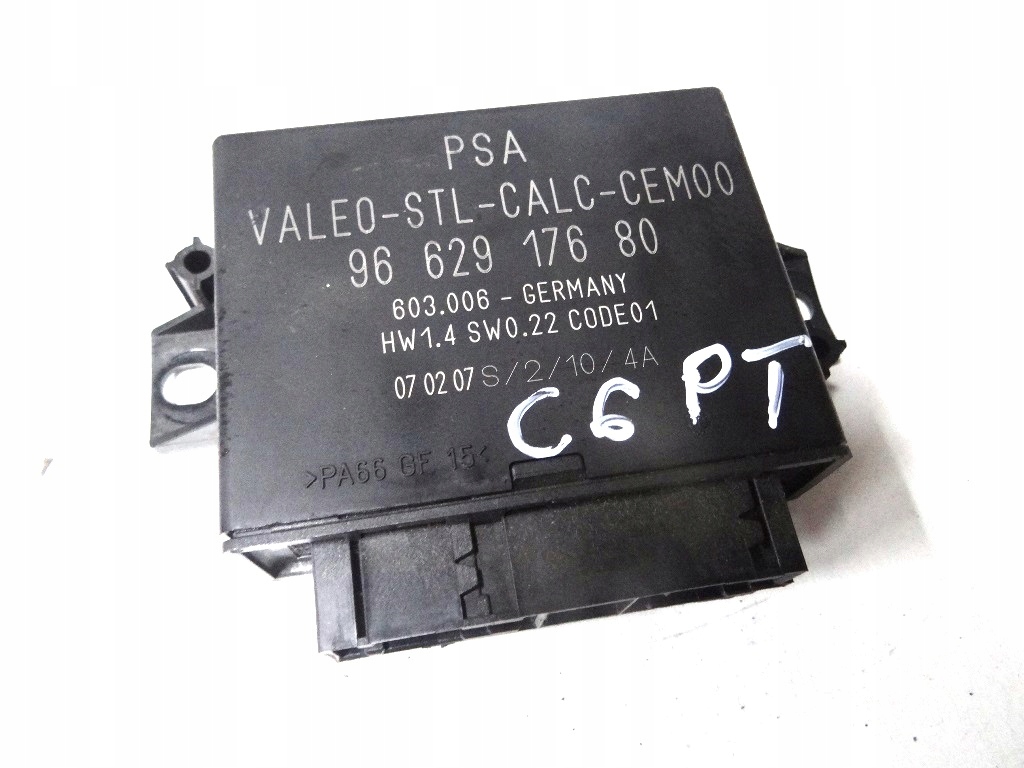 PSA
VALEO-STL-CALC-CEM00
96 629 176 80
603.006 - GERMANY
HW1.4 SW0.22 CODE01
07 02 07 S/2/10/4A
C6 PT
>PA66 GF 15<